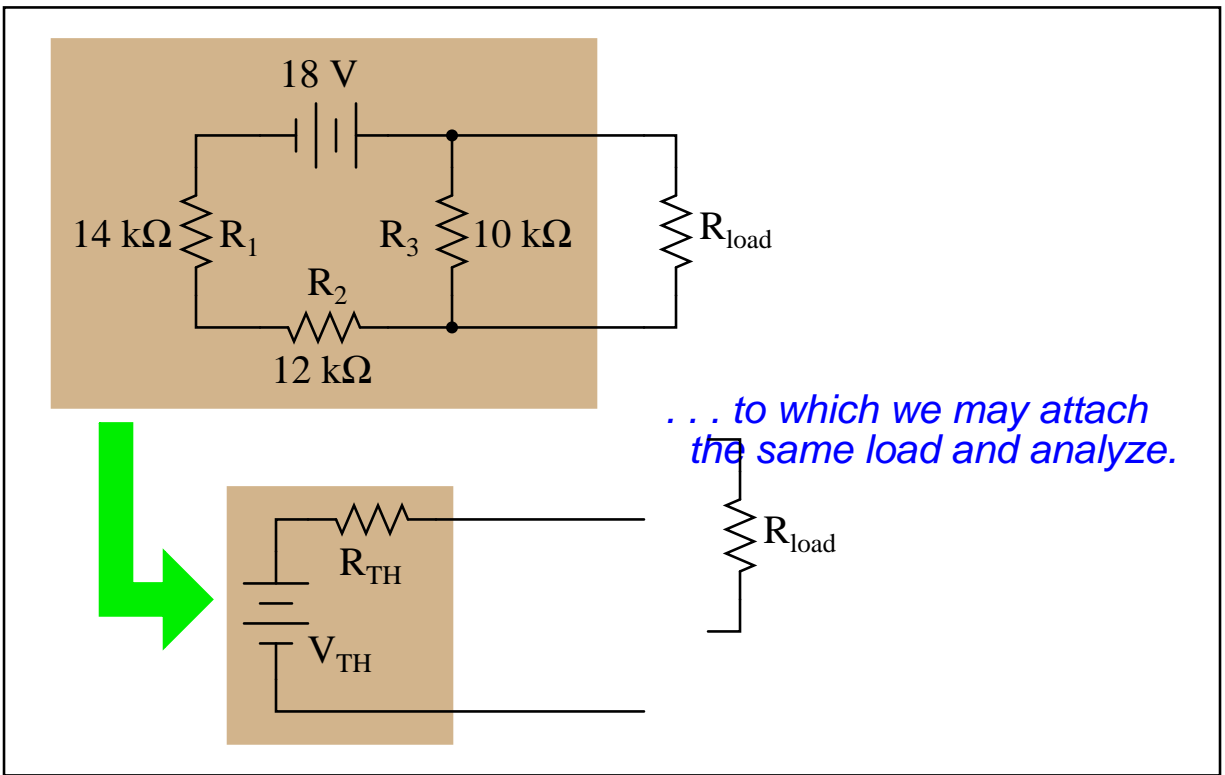 18 V
14 kΩ R1 R3 10 kΩ Rload
R2
12 kΩ
. . . to which we may attach
the same load and analyze.
RTH
Rload
VTH